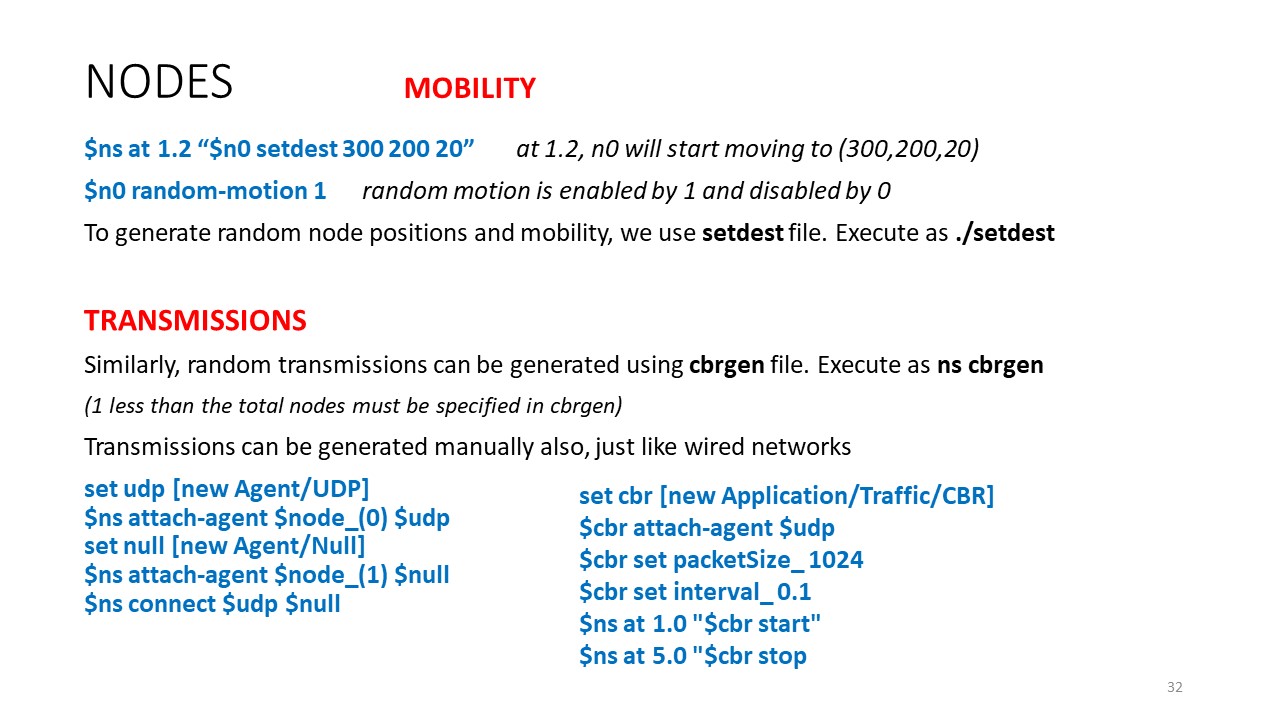 NODES MOBILITY
$ns at 1.2 “$n0 setdest 300 200 20” at 1.2, n0 will start moving to (300,200,20)
$n0 random-motion 1 random motion is enabled by 1 and disabled by 0
To generate random node positions and mobility, we use setdest file. Execute as ./setdest
TRANSMISSIONS
Similarly, random transmissions can be generated using cbrgen file. Execute as ns cbrgen
(1 less than the total nodes must be specified in cbrgen)
Transmissions can be generated manually also, just like wired networks
set udp [new Agent/UDP]
$ns attach-agent $node_(0) $udp
set null [new Agent/Null]
$ns attach-agent $node_(1) $null
$ns connect $udp $null
set cbr [new Application/Traffic/CBR]
$cbr attach-agent $udp
$cbr set packetSize_ 1024
$cbr set interval_ 0.1
$ns at 1.0 "$cbr start"
$ns at 5.0 "$cbr stop
32